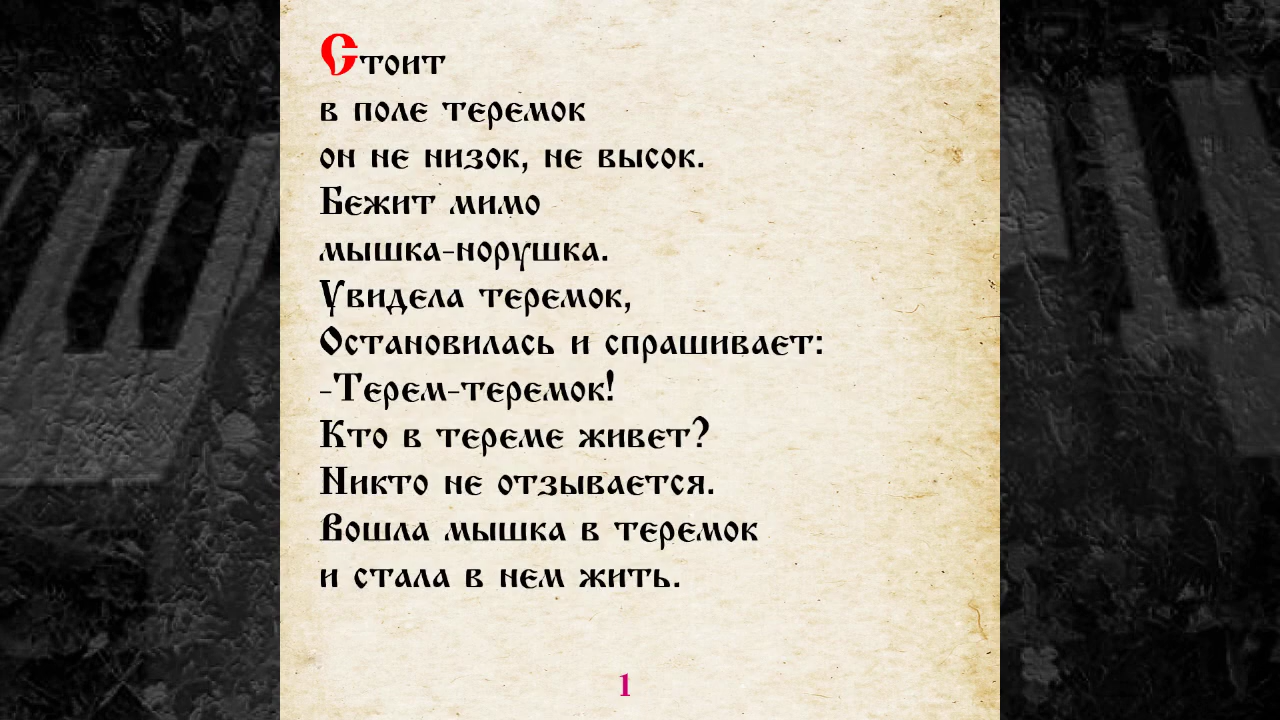 Стоит
в поле теремок
он не низок, не высок.
Бежит мимо
мышка-норушка.
Увидела теремок,
Остановилась и спрашивает:
-Терем-теремок!
Кто в тереме живет?
Никто не отзывается.
Вошла мышка в теремок
и стала в нем жить.
1